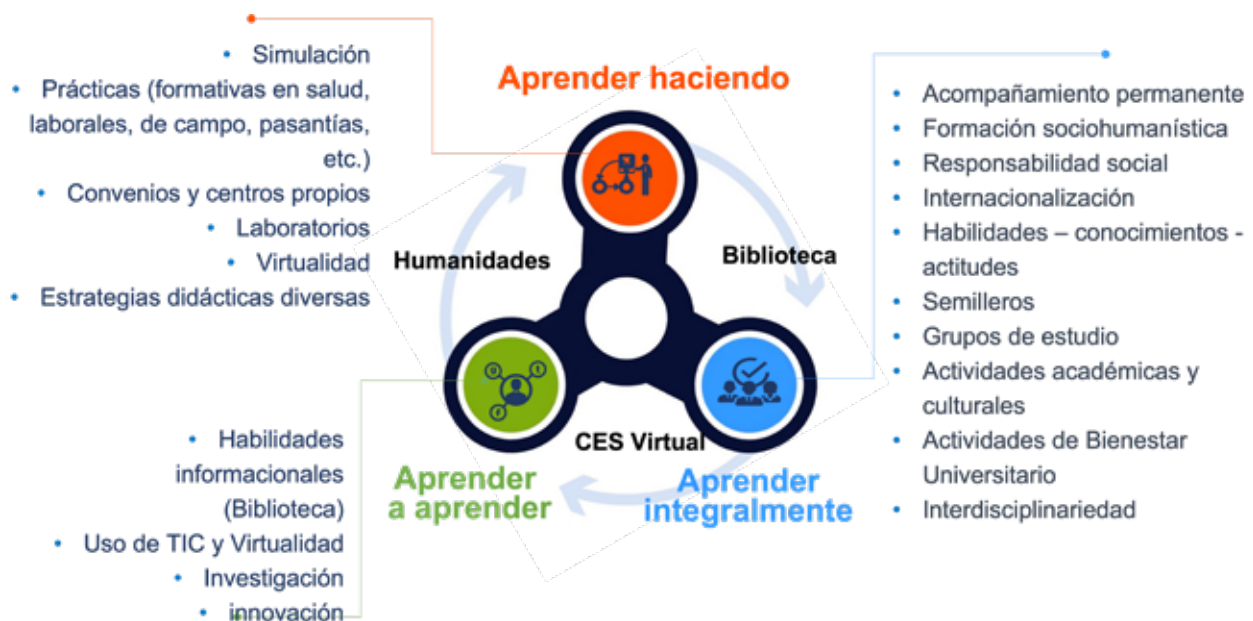 Aprender haciendo
• Simulación
• Prácticas (formativas en salud,
laborales, de campo, pasantías,
etc.)
• Convenios y centros propios
• Laboratorios
• Virtualidad
• Estrategias didácticas diversas
Humanidades
Biblioteca
CES Virtual
• Acompañamiento permanente
• Formación sociohumanística
• Responsabilidad social
• Internacionalización
• Habilidades – conocimientos -
actitudes
• Semilleros
• Grupos de estudio
• Actividades académicas y
culturales
• Actividades de Bienestar
Universitario
• Interdisciplinariedad
Aprender
a aprender
Aprender
integralmente
• Habilidades
informacionales
(Biblioteca)
• Uso de TIC y Virtualidad
• Investigación
• innovación